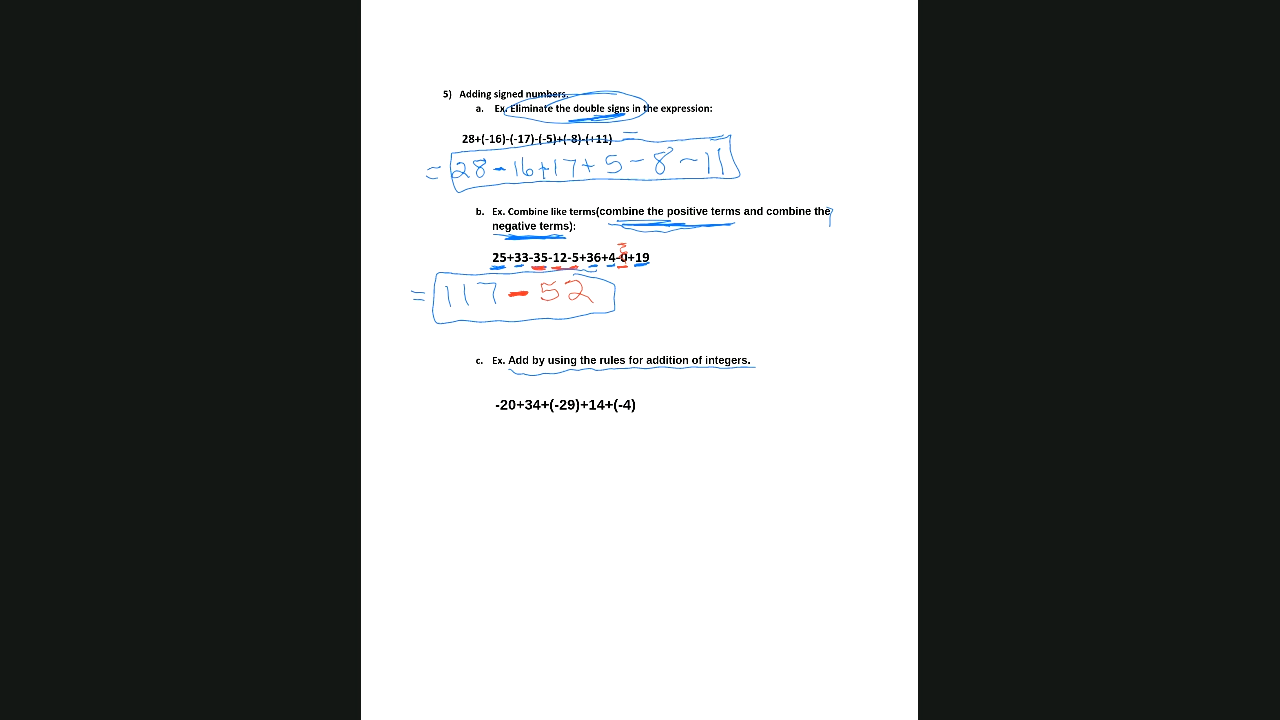 5) Adding signed numbers.
a. Ex. Eliminate the double signs in the expression:
28+(-16)-(-17)-(-5)+(-8)-(+11) =
= 28-16+17+5-8-11
b. Ex. Combine like terms(combine the positive terms and combine the
negative terms):
25+33-35-12-5+36+4-0+19
= 117-52
c. Ex. Add by using the rules for addition of integers.
-20+34+(-29)+14+(-4)